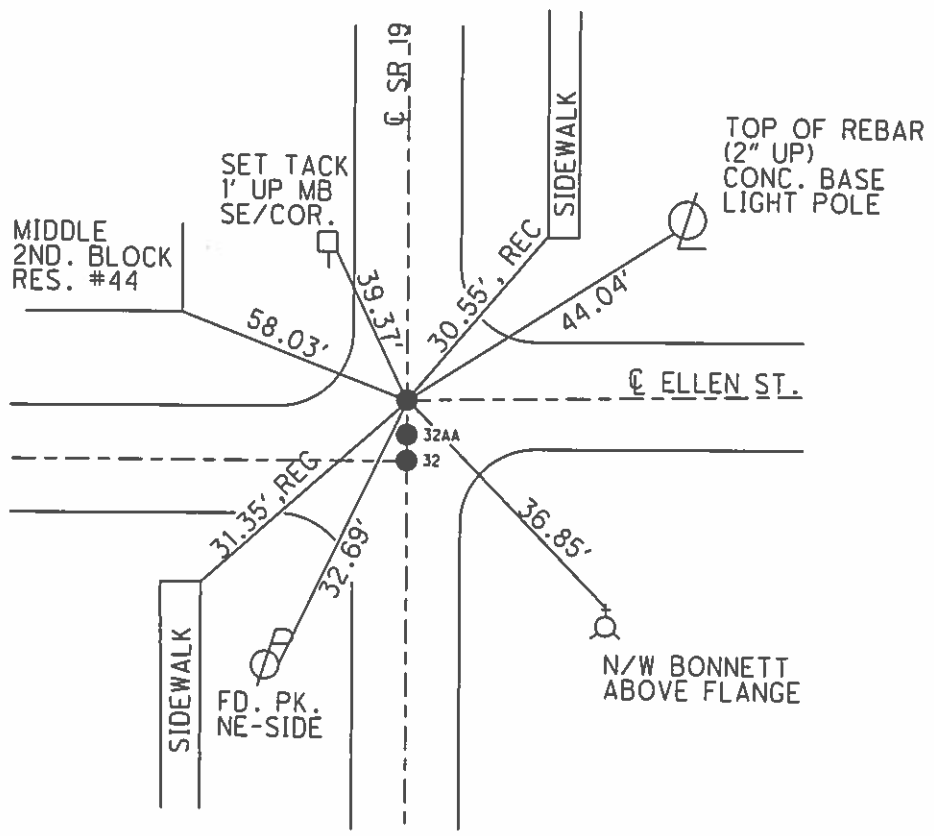 ℄ SR 19
SIDEWALK
TOP OF REBAR
(2" UP)
CONC. BASE
LIGHT POLE
SET TACK
1' UP MB
SE/COR.
MIDDLE
2ND. BLOCK
RES. #44
39.37'
30.55', REC
44.04'
58.03'
℄ ELLEN ST.
32AA
32
31.35', REG
32.69'
36.85'
SIDEWALK
FD. PK.
NE-SIDE
N/W BONNETT
ABOVE FLANGE